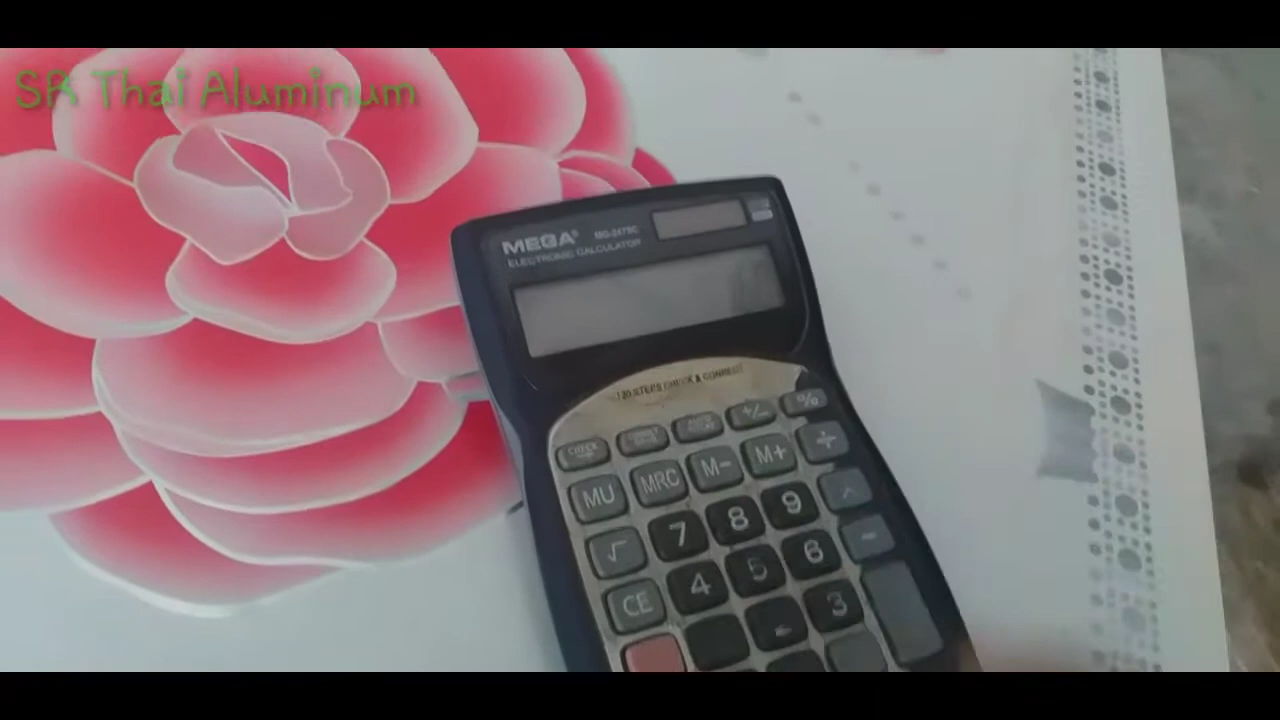 SR Thai Aluminum
MEGA
ELECTRONIC CALCULATOR
120 STEPS CHECK & CORRECT
CHECK
+/-
%
MU
MRC
M-
M+
÷
√
7
8
9
-
CE
4
5
6
3